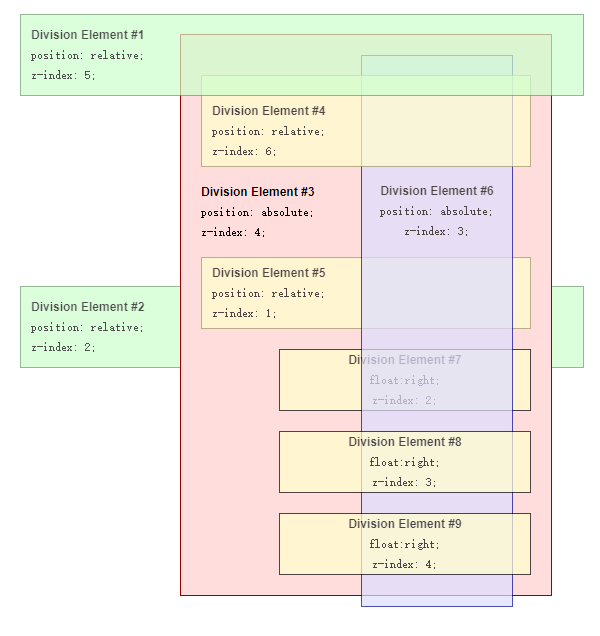 Division Element #1
position: relative;
z-index: 5;
Division Element #4
position: relative;
z-index: 6;
Division Element #3
position: absolute;
z-index: 4;
Division Element #6
position: absolute;
z-index: 3;
Division Element #5
position: relative;
z-index: 1;
Division Element #2
position: relative;
z-index: 2;
Division Element #7
float:right;
z-index: 2;
Division Element #8
float:right;
z-index: 3;
Division Element #9
float:right;
z-index: 4;